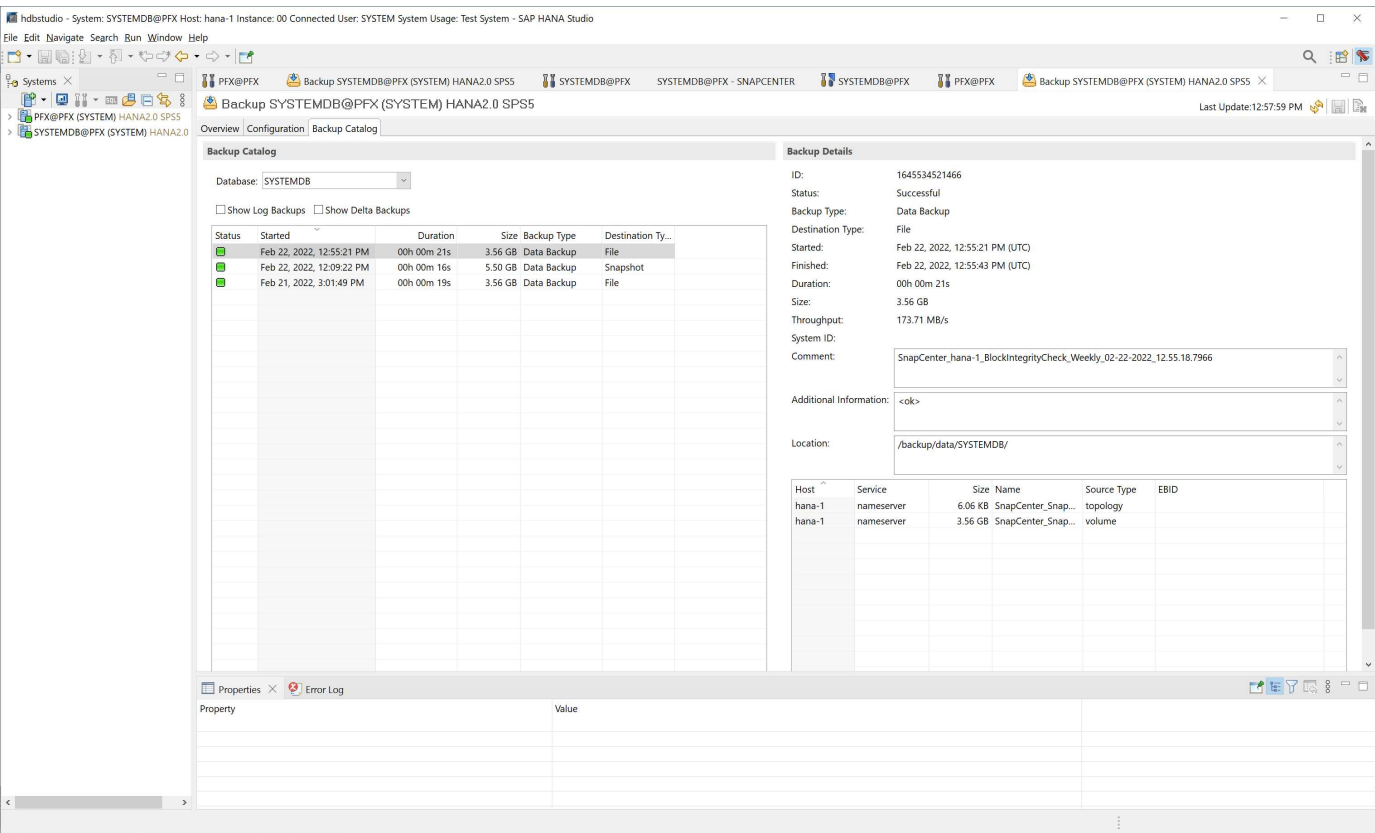 hdbstudio - System: SYSTEMDB@PFX Host: hana-1 Instance: 00 Connected User: SYSTEM System Usage: Test System - SAP HANA Studio
File Edit Navigate Search Run Window Help
Systems
PFX@PFX
Backup SYSTEMDB@PFX (SYSTEM) HANA2.0 SPS5
SYSTEMDB@PFX
SYSTEMDB@PFX - SNAPCENTER
SYSTEMDB@PFX
PFX@PFX
Backup SYSTEMDB@PFX (SYSTEM) HANA2.0 SPS5
PFX@PFX (SYSTEM) HANA2.0 SPS5
SYSTEMDB@PFX (SYSTEM) HANA2.0
Backup SYSTEMDB@PFX (SYSTEM) HANA2.0 SPS5
Last Update:12:57:59 PM
Overview Configuration Backup Catalog
Backup Catalog
Database: SYSTEMDB
Show Log Backups Show Delta Backups
Status Started Duration Size Backup Type Destination Ty...
Feb 22, 2022, 12:55:21 PM 00h 00m 21s 3.56 GB Data Backup File
Feb 22, 2022, 12:09:22 PM 00h 00m 16s 5.50 GB Data Backup Snapshot
Feb 21, 2022, 3:01:49 PM 00h 00m 19s 3.56 GB Data Backup File
Backup Details
ID: 1645534521466
Status: Successful
Backup Type: Data Backup
Destination Type: File
Started: Feb 22, 2022, 12:55:21 PM (UTC)
Finished: Feb 22, 2022, 12:55:43 PM (UTC)
Duration: 00h 00m 21s
Size: 3.56 GB
Throughput: 173.71 MB/s
System ID:
Comment: SnapCenter_hana-1_BlockIntegrityCheck_Weekly_02-22-2022_12.55.18.7966
Additional Information: <ok>
Location: /backup/data/SYSTEMDB/
Host Service Size Name Source Type EBID
hana-1 nameserver 6.06 KB SnapCenter_Snap... topology
hana-1 nameserver 3.56 GB SnapCenter_Snap... volume
Properties Error Log
Property Value